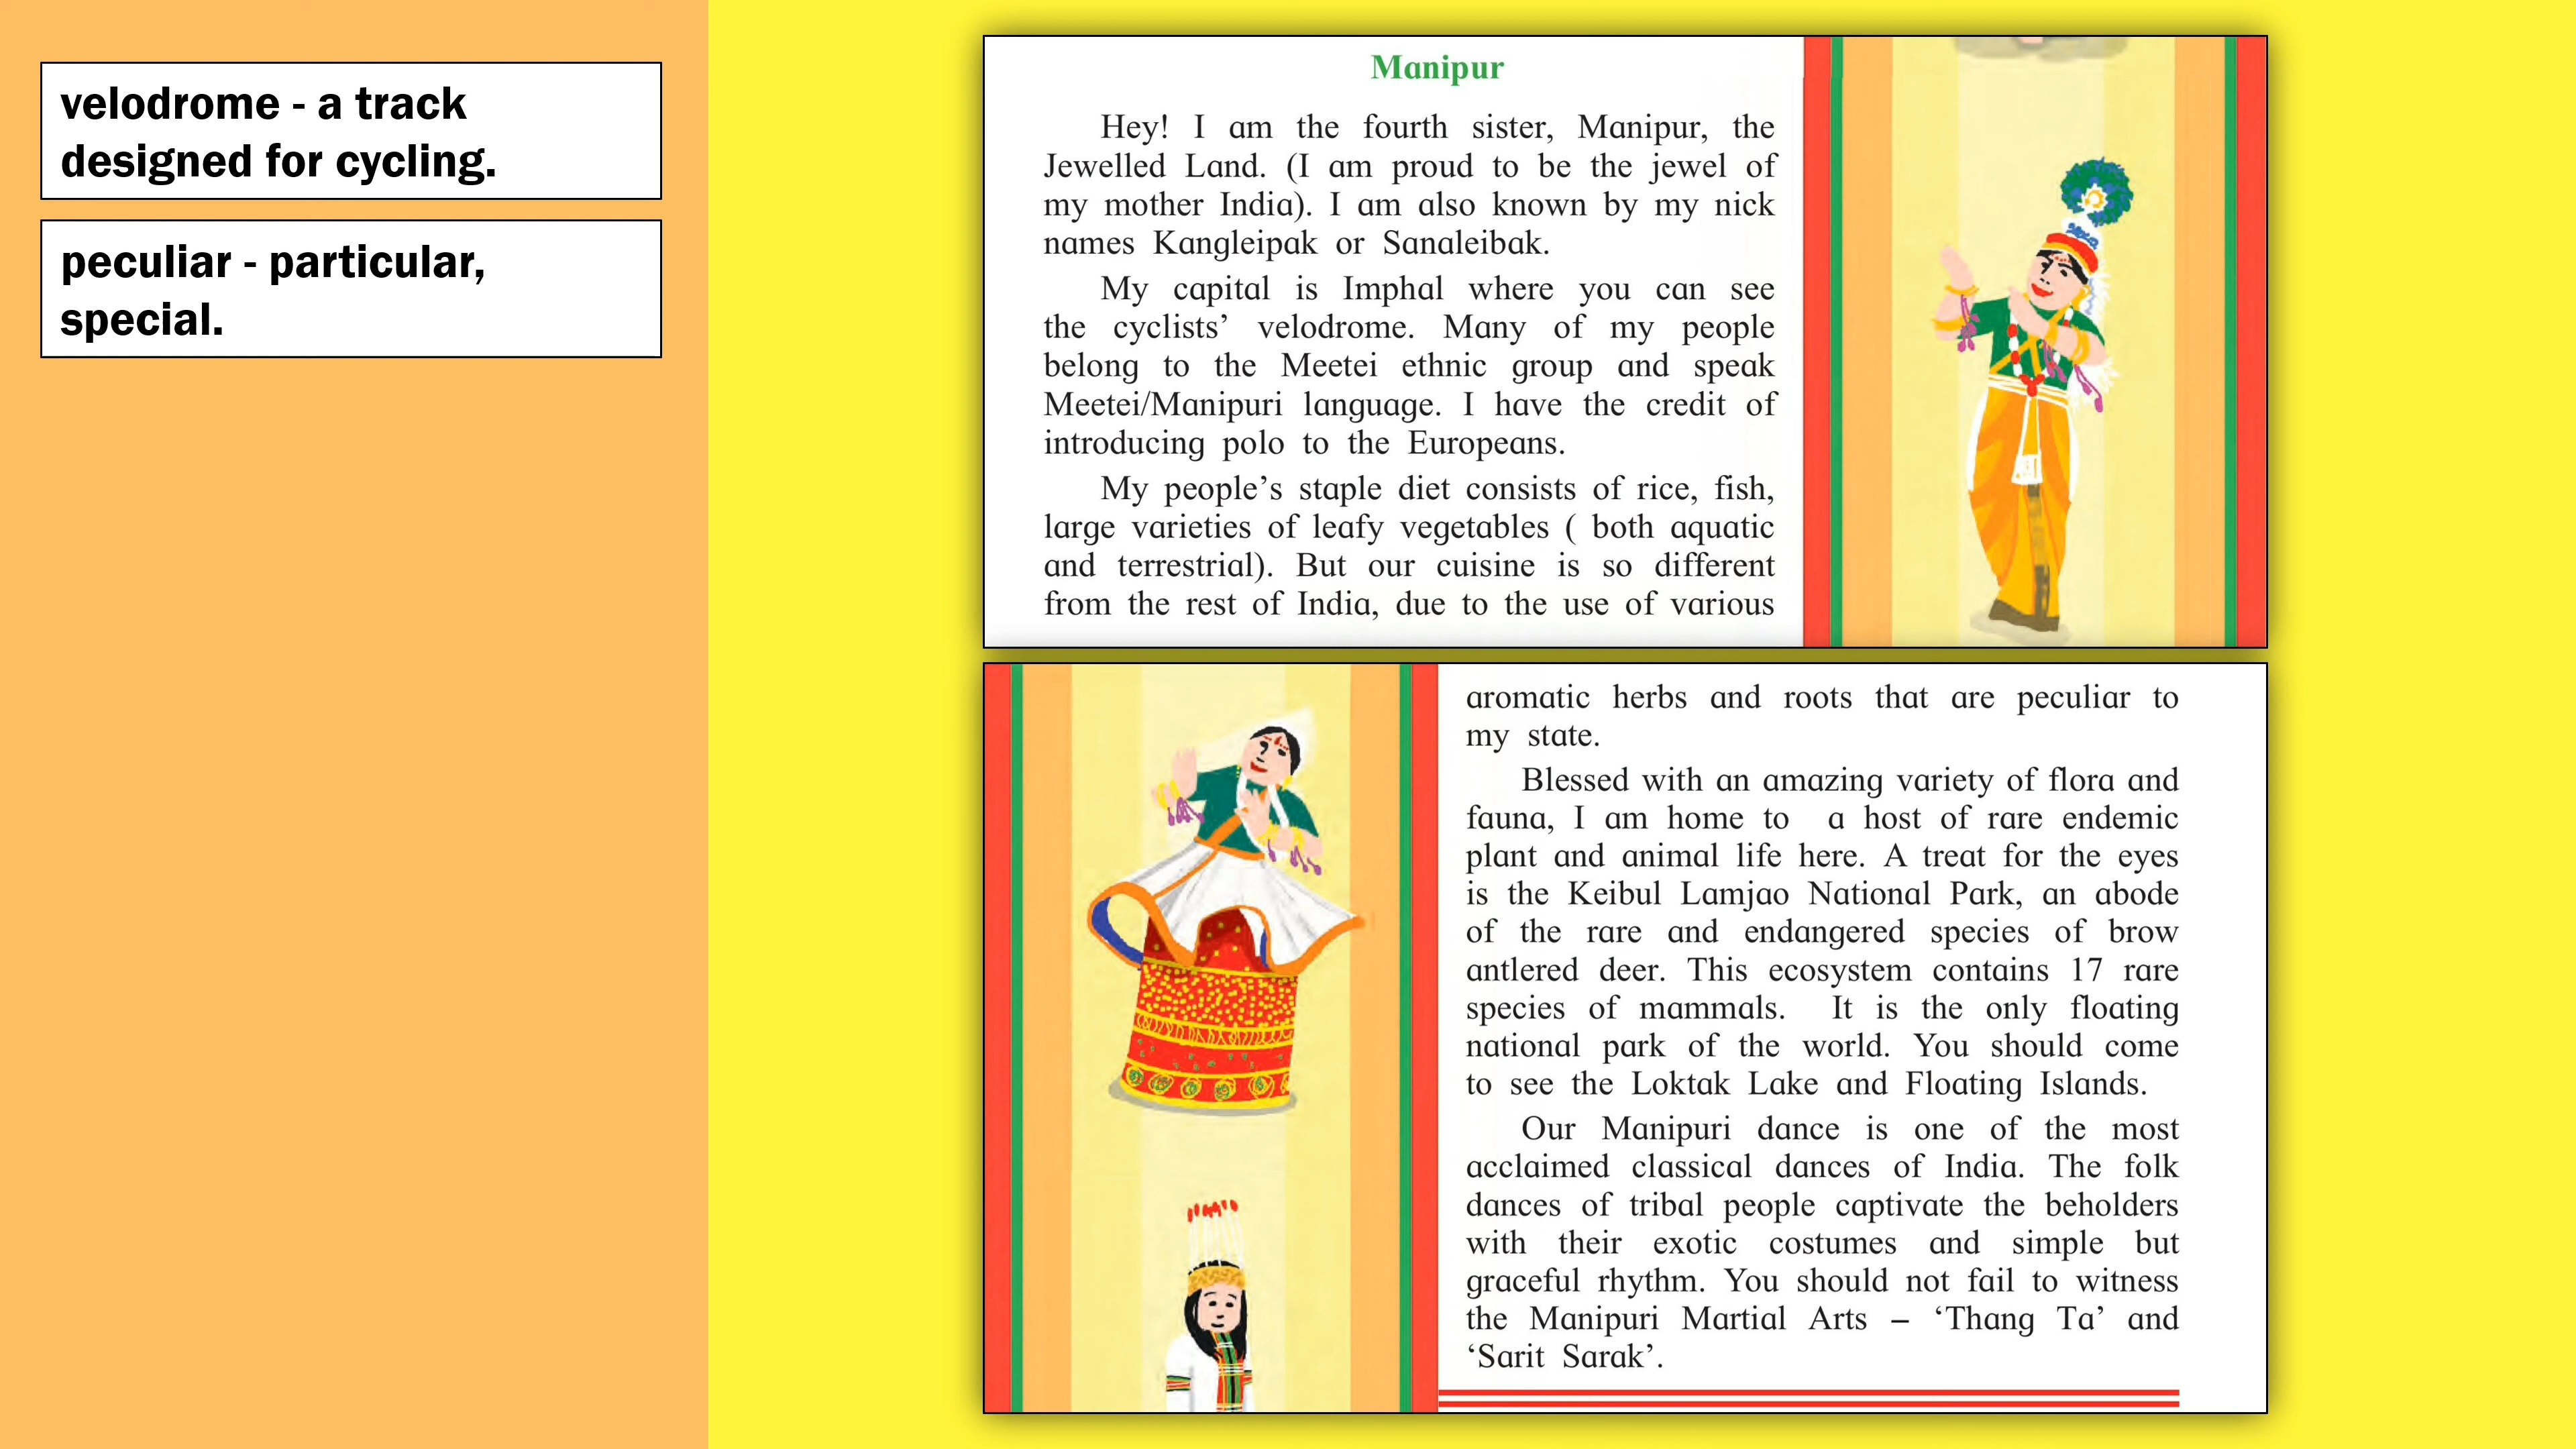 velodrome - a track
designed for cycling.
peculiar - particular,
special.
Manipur
Hey! I am the fourth sister, Manipur, the
Jewelled Land. (I am proud to be the jewel of
my mother India). I am also known by my nick
names Kangleipak or Sanaleibak.
My capital is Imphal where you can see
the cyclists’ velodrome. Many of my people
belong to the Meetei ethnic group and speak
Meetei/Manipuri language. I have the credit of
introducing polo to the Europeans.
My people’s staple diet consists of rice, fish,
large varieties of leafy vegetables ( both aquatic
and terrestrial). But our cuisine is so different
from the rest of India, due to the use of various
aromatic herbs and roots that are peculiar to
my state.
Blessed with an amazing variety of flora and
fauna, I am home to a host of rare endemic
plant and animal life here. A treat for the eyes
is the Keibul Lamjao National Park, an abode
of the rare and endangered species of brow
antlered deer. This ecosystem contains 17 rare
species of mammals. It is the only floating
national park of the world. You should come
to see the Loktak Lake and Floating Islands.
Our Manipuri dance is one of the most
acclaimed classical dances of India. The folk
dances of tribal people captivate the beholders
with their exotic costumes and simple but
graceful rhythm. You should not fail to witness
the Manipuri Martial Arts – ‘Thang Ta’ and
‘Sarit Sarak’.